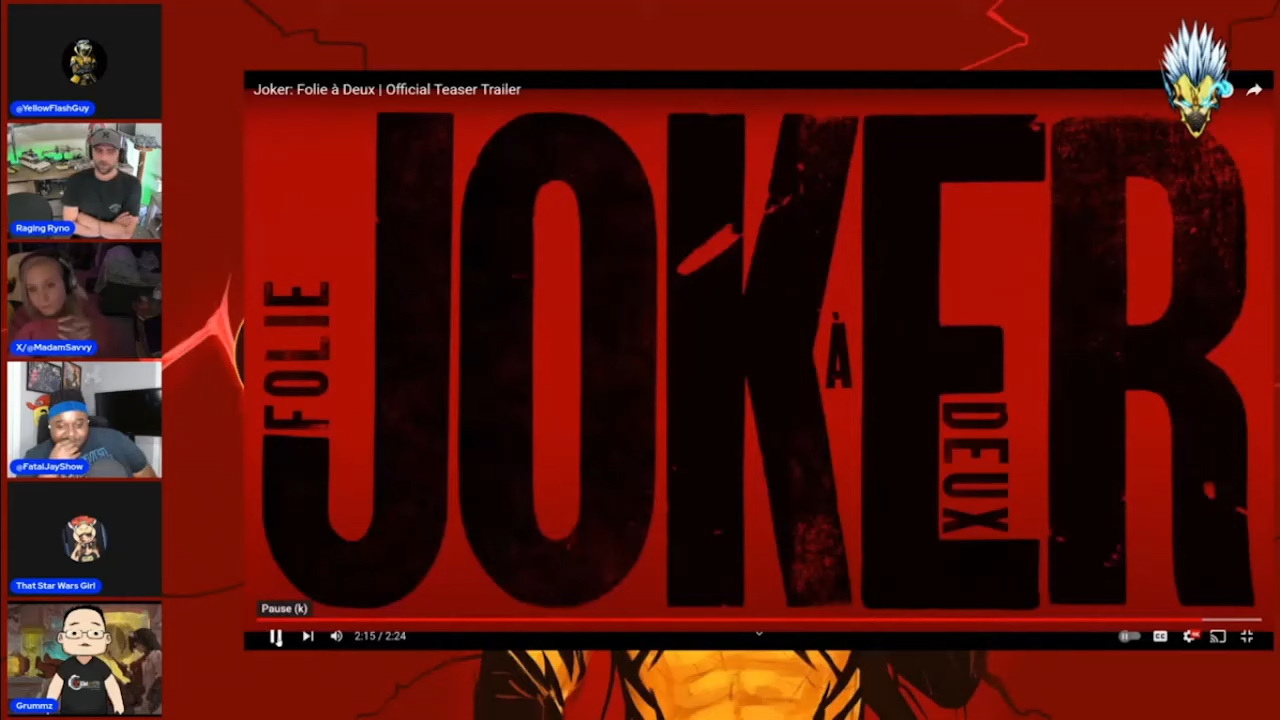 @YellowFlashGuy
Raging Ryno
X/@MadamSavvy
@FatalJayShow
That Star Wars Girl
Grummz
Joker: Folie à Deux | Official Teaser Trailer
JOKER
FOLIE
À
DEUX
Pause (k)
2:15 / 2:24
CC